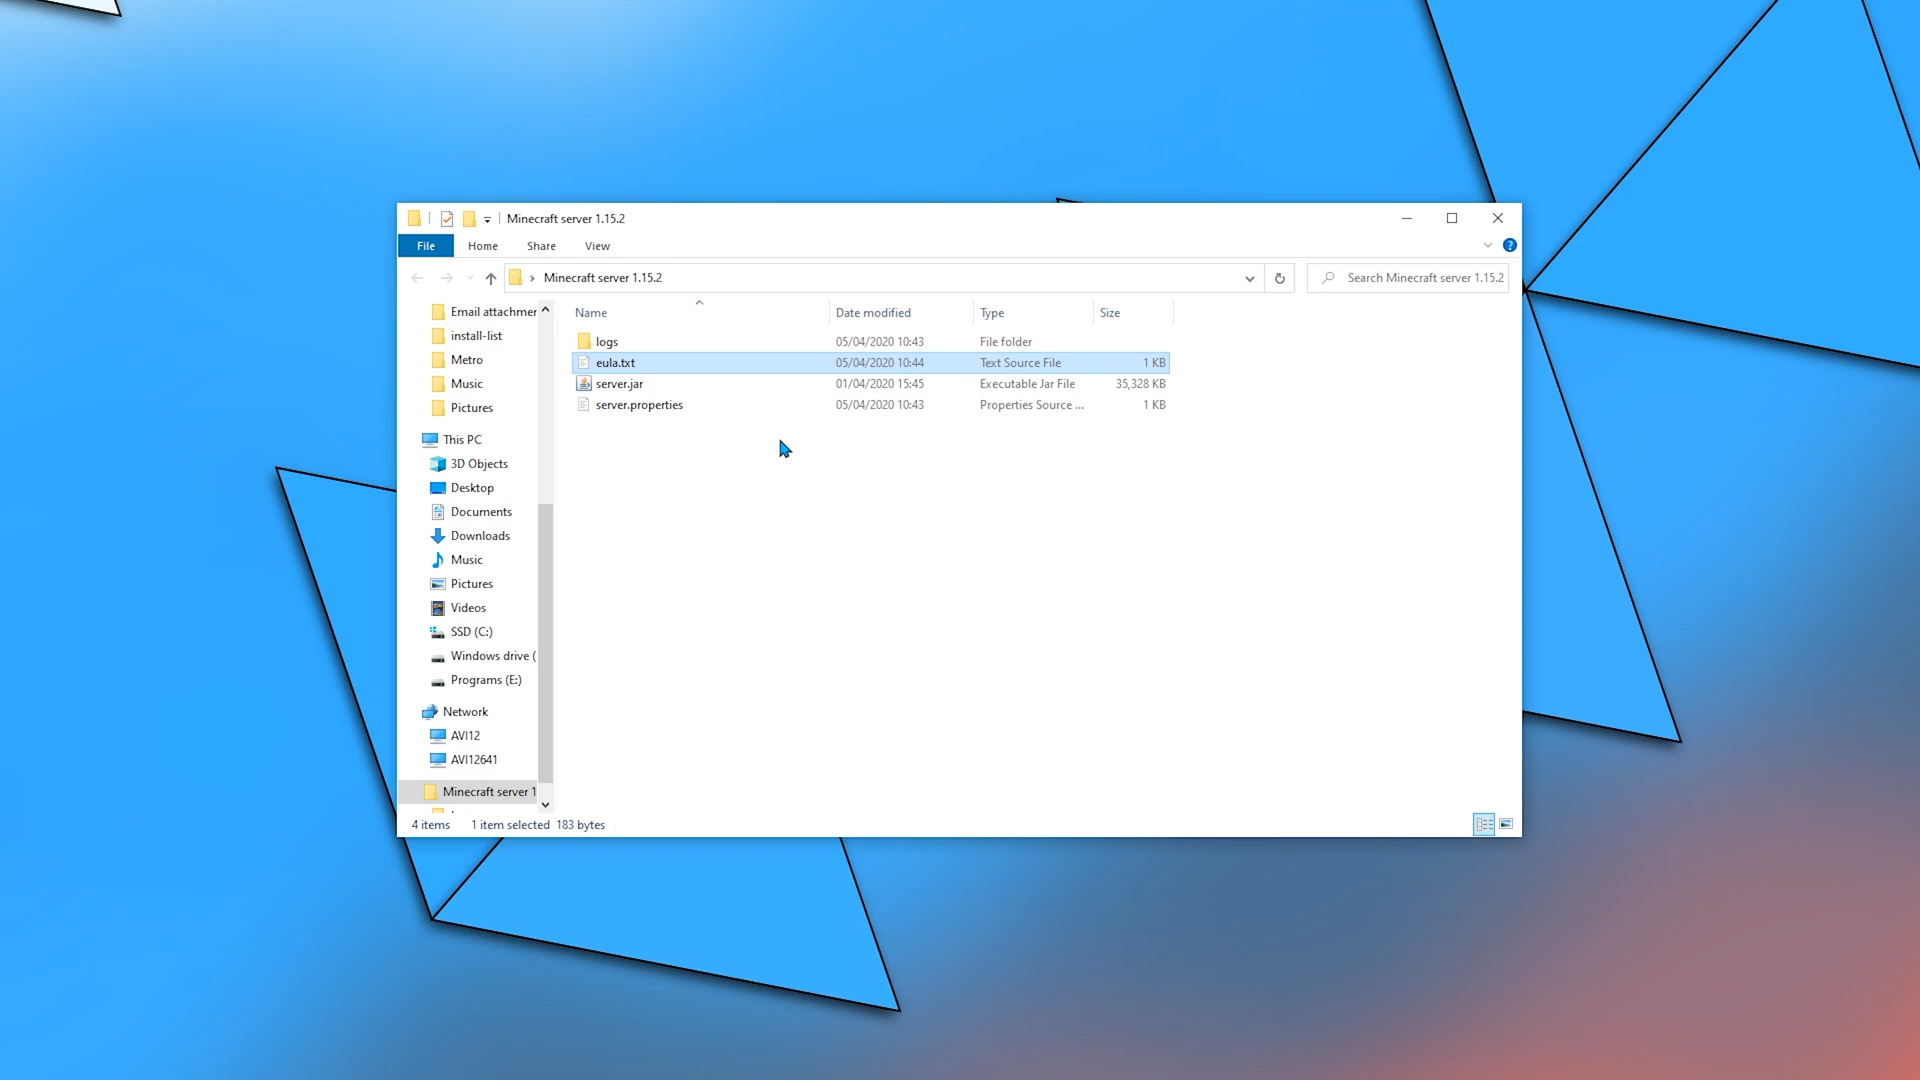 Minecraft server 1.15.2
File Home Share View
Minecraft server 1.15.2
Search Minecraft server 1.15.2
Email attachmer
install-list
Metro
Music
Pictures
This PC
3D Objects
Desktop
Documents
Downloads
Music
Pictures
Videos
SSD (C:)
Windows drive (
Programs (E:)
Network
AVI12
AVI12641
Minecraft server 1
Name Date modified Type Size
logs 05/04/2020 10:43 File folder
eula.txt 05/04/2020 10:44 Text Source File 1 KB
server.jar 01/04/2020 15:45 Executable Jar File 35,328 KB
server.properties 05/04/2020 10:43 Properties Source ... 1 KB
4 items 1 item selected 183 bytes